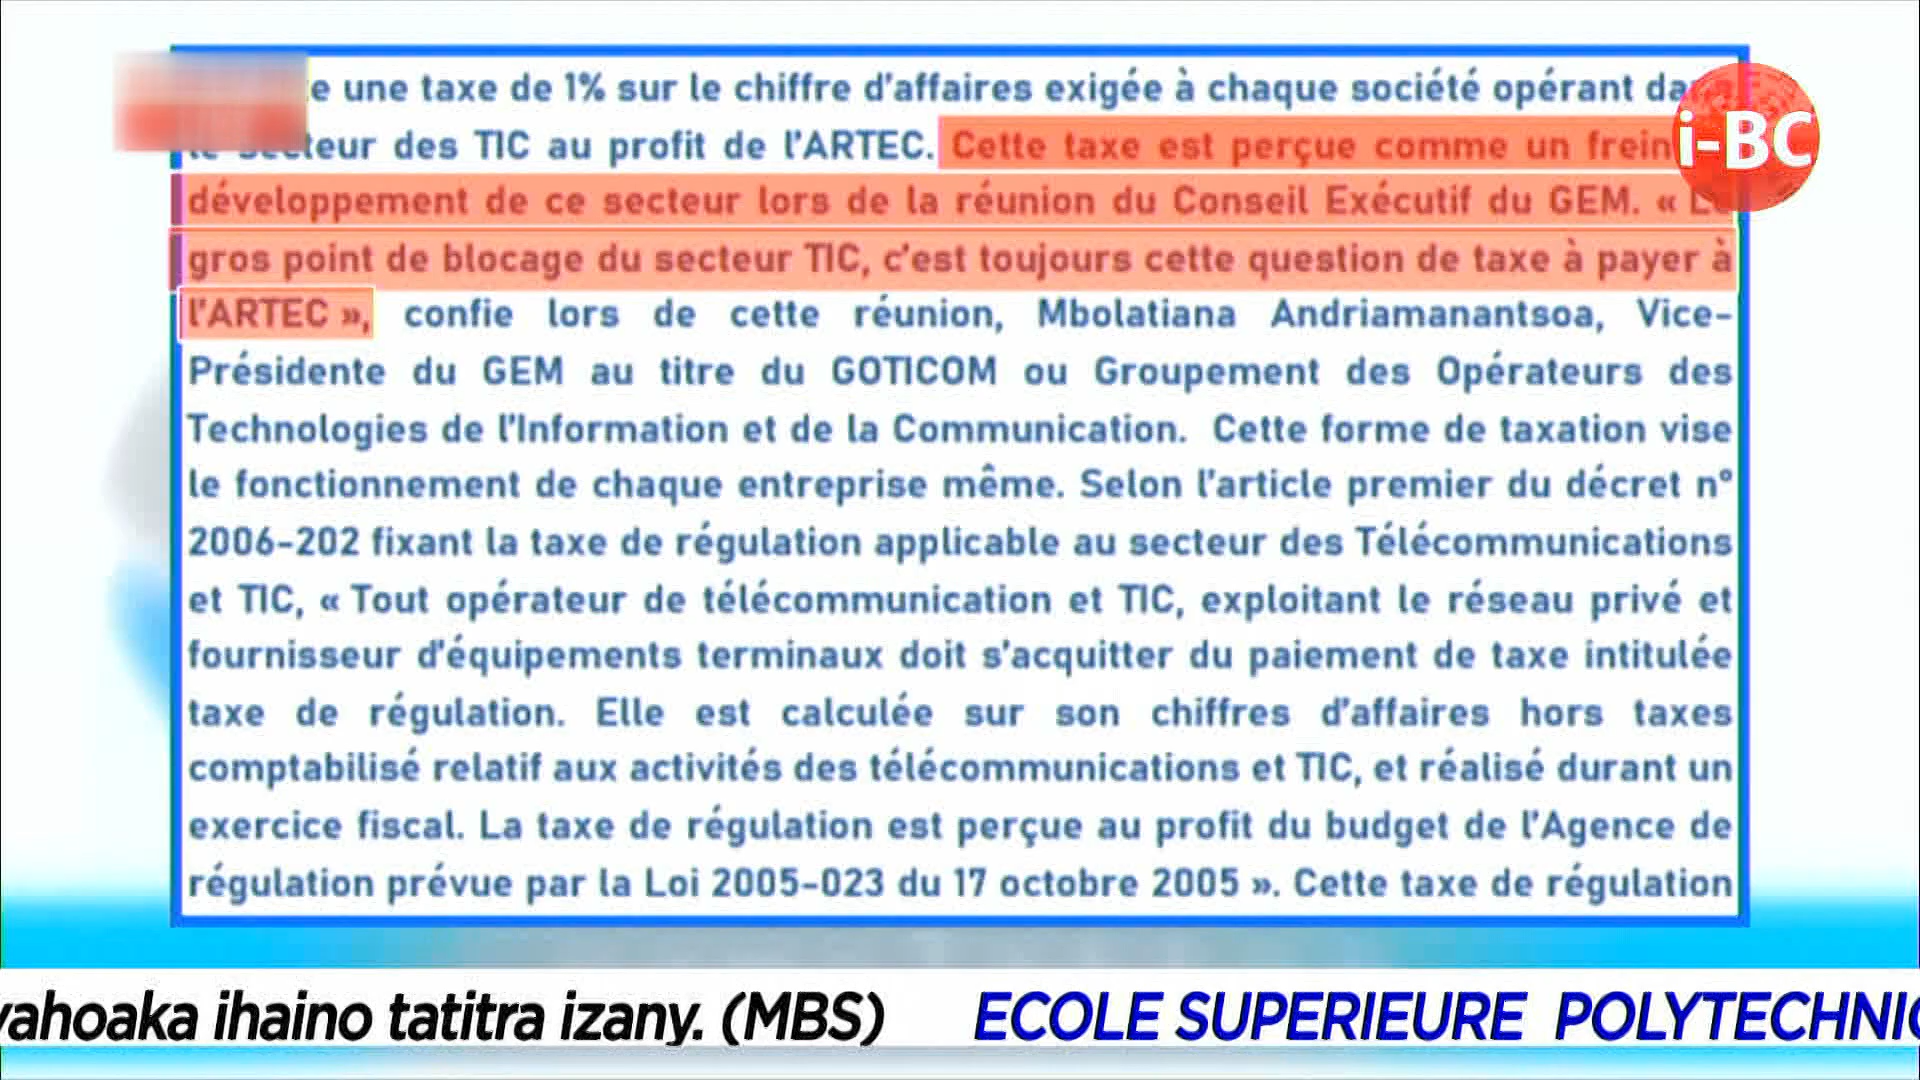 une taxe de 1% sur le chiffre d'affaires exigée à chaque société opérant
secteur des TIC au profit de l'ARTEC. Cette taxe est perçue comme un frein
développement de ce secteur lors de la réunion du Conseil Exécutif du GEM. « Le
gros point de blocage du secteur TIC, c'est toujours cette question de taxe à payer à
l'ARTEC », confie lors de cette réunion, Mbolatiana Andriamanantsoa, Vice-
Présidente du GEM au titre du GOTICOM ou Groupement des Opérateurs des
Technologies de l'Information et de la Communication. Cette forme de taxation vise
le fonctionnement de chaque entreprise même. Selon l'article premier du décret n°
2006-202 fixant la taxe de régulation applicable au secteur des Télécommunications
et TIC, « Tout opérateur de télécommunication et TIC, exploitant le réseau privé et
fournisseur d'équipements terminaux doit s'acquitter du paiement de taxe intitulée
taxe de régulation. Elle est calculée sur son chiffres d'affaires hors taxes
comptabilisé relatif aux activités des télécommunications et TIC, et réalisé durant un
exercice fiscal. La taxe de régulation est perçue au profit du budget de l'Agence de
régulation prévue par la Loi 2005-023 du 17 octobre 2005 ». Cette taxe de régulation
i-BC
vahoaka ihaino tatitra izany. (MBS) ECOLE SUPERIEURE POLYTECHNIC